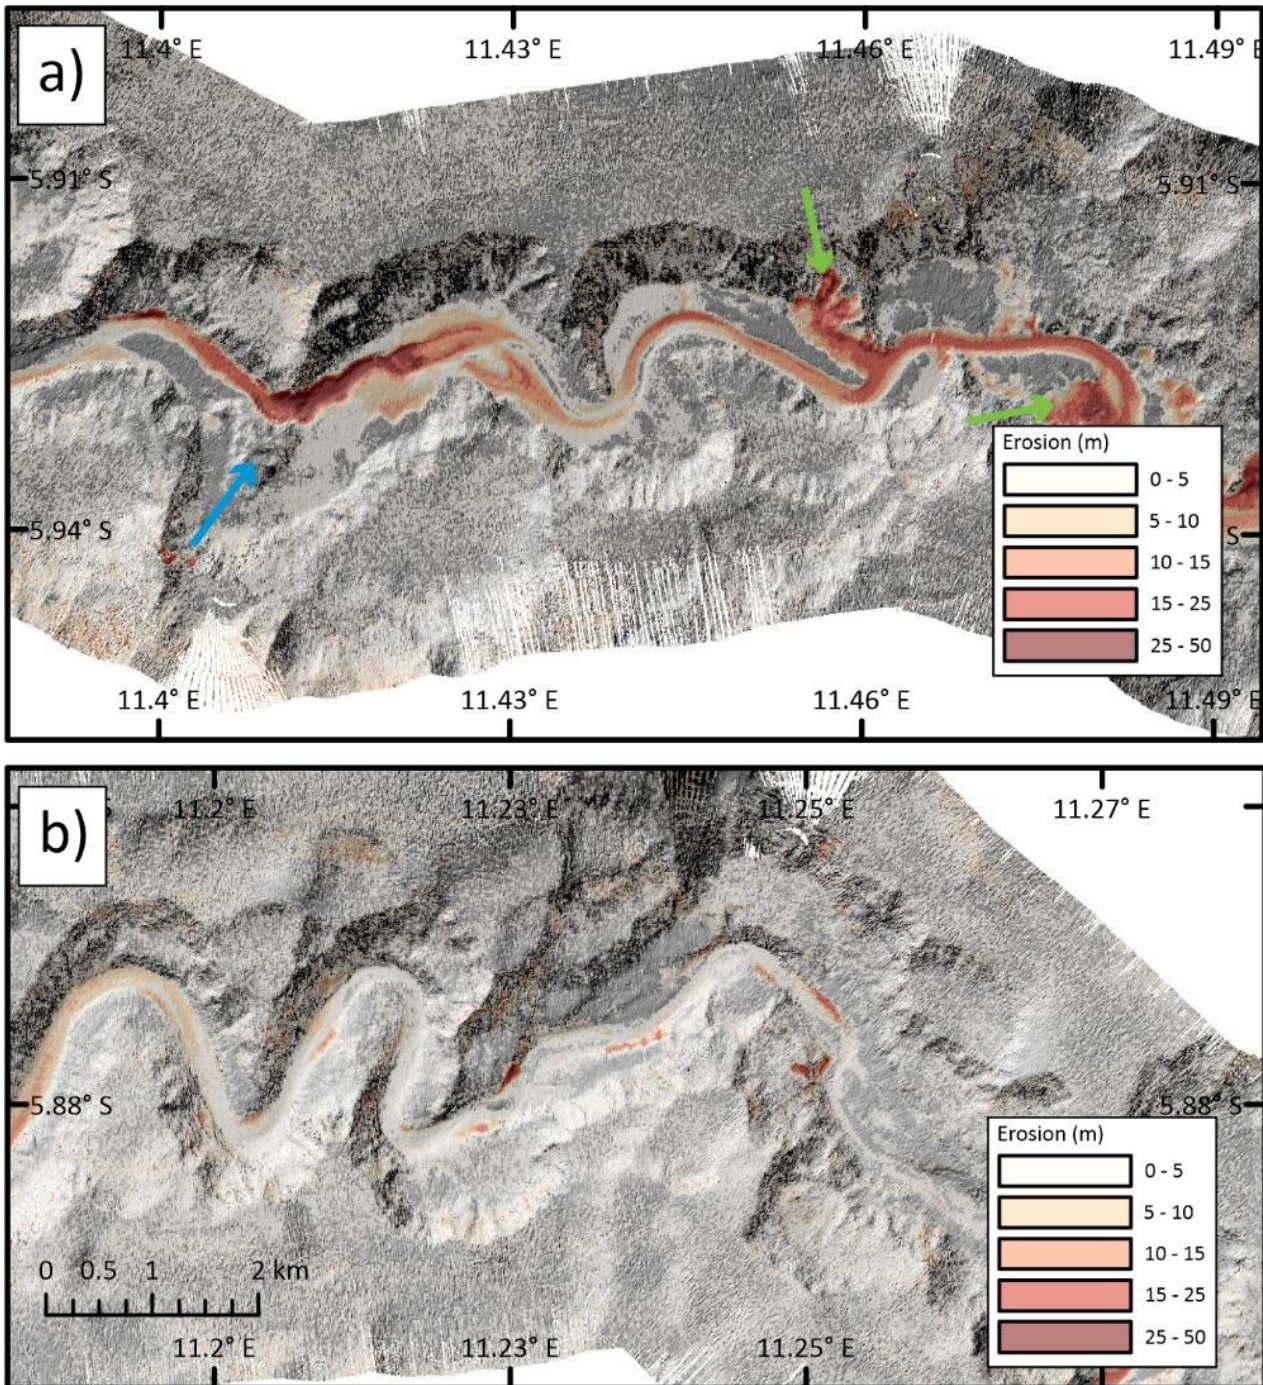 a)
11.4° E 11.43° E 11.46° E 11.49° E
5.91° S 5.91° S
5.94° S S
Erosion (m)
0 - 5
5 - 10
10 - 15
15 - 25
25 - 50
11.4° E 11.43° E 11.46° E 11.49° E
b)
11.2° E 11.23° E 11.25° E 11.27° E
5.88° S 5.88° S
Erosion (m)
0 - 5
5 - 10
10 - 15
15 - 25
25 - 50
0 0.5 1 2 km
11.2° E 11.23° E 11.25° E